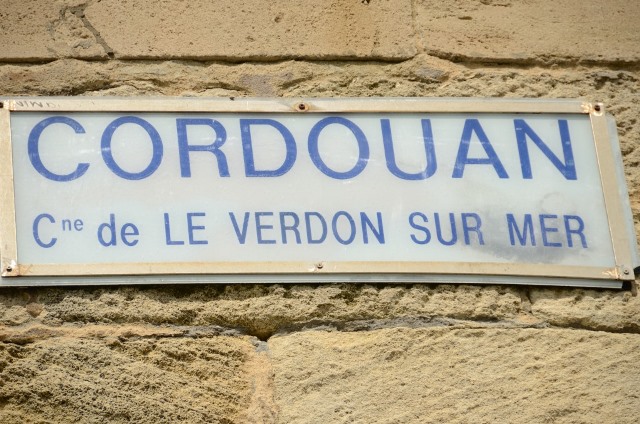 CORDOUAN
Cne de LE VERDON SUR MER